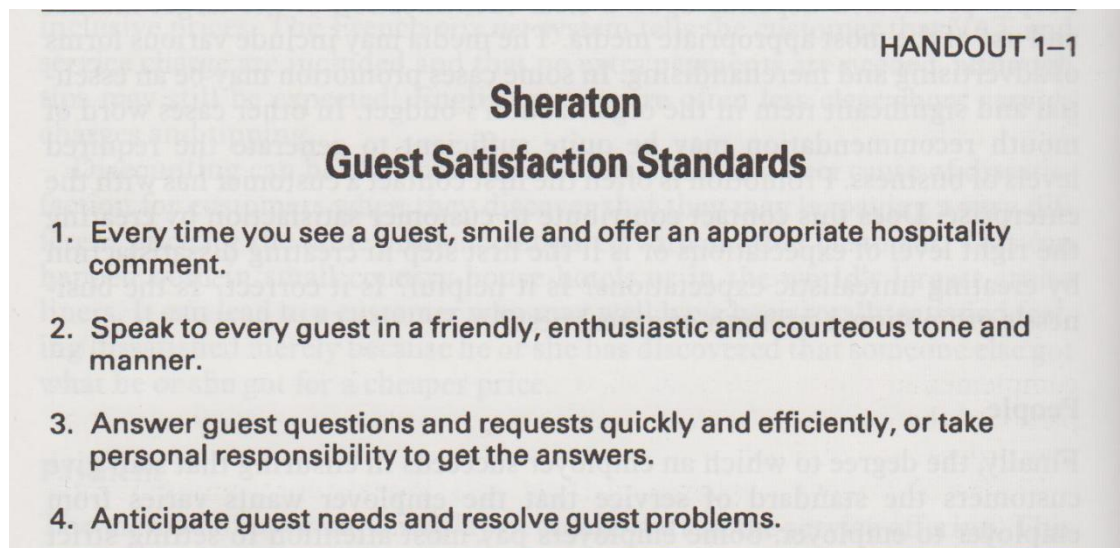 HANDOUT 1–1
Sheraton
Guest Satisfaction Standards
1. Every time you see a guest, smile and offer an appropriate hospitality
comment.
2. Speak to every guest in a friendly, enthusiastic and courteous tone and
manner.
3. Answer guest questions and requests quickly and efficiently, or take
personal responsibility to get the answers.
4. Anticipate guest needs and resolve guest problems.